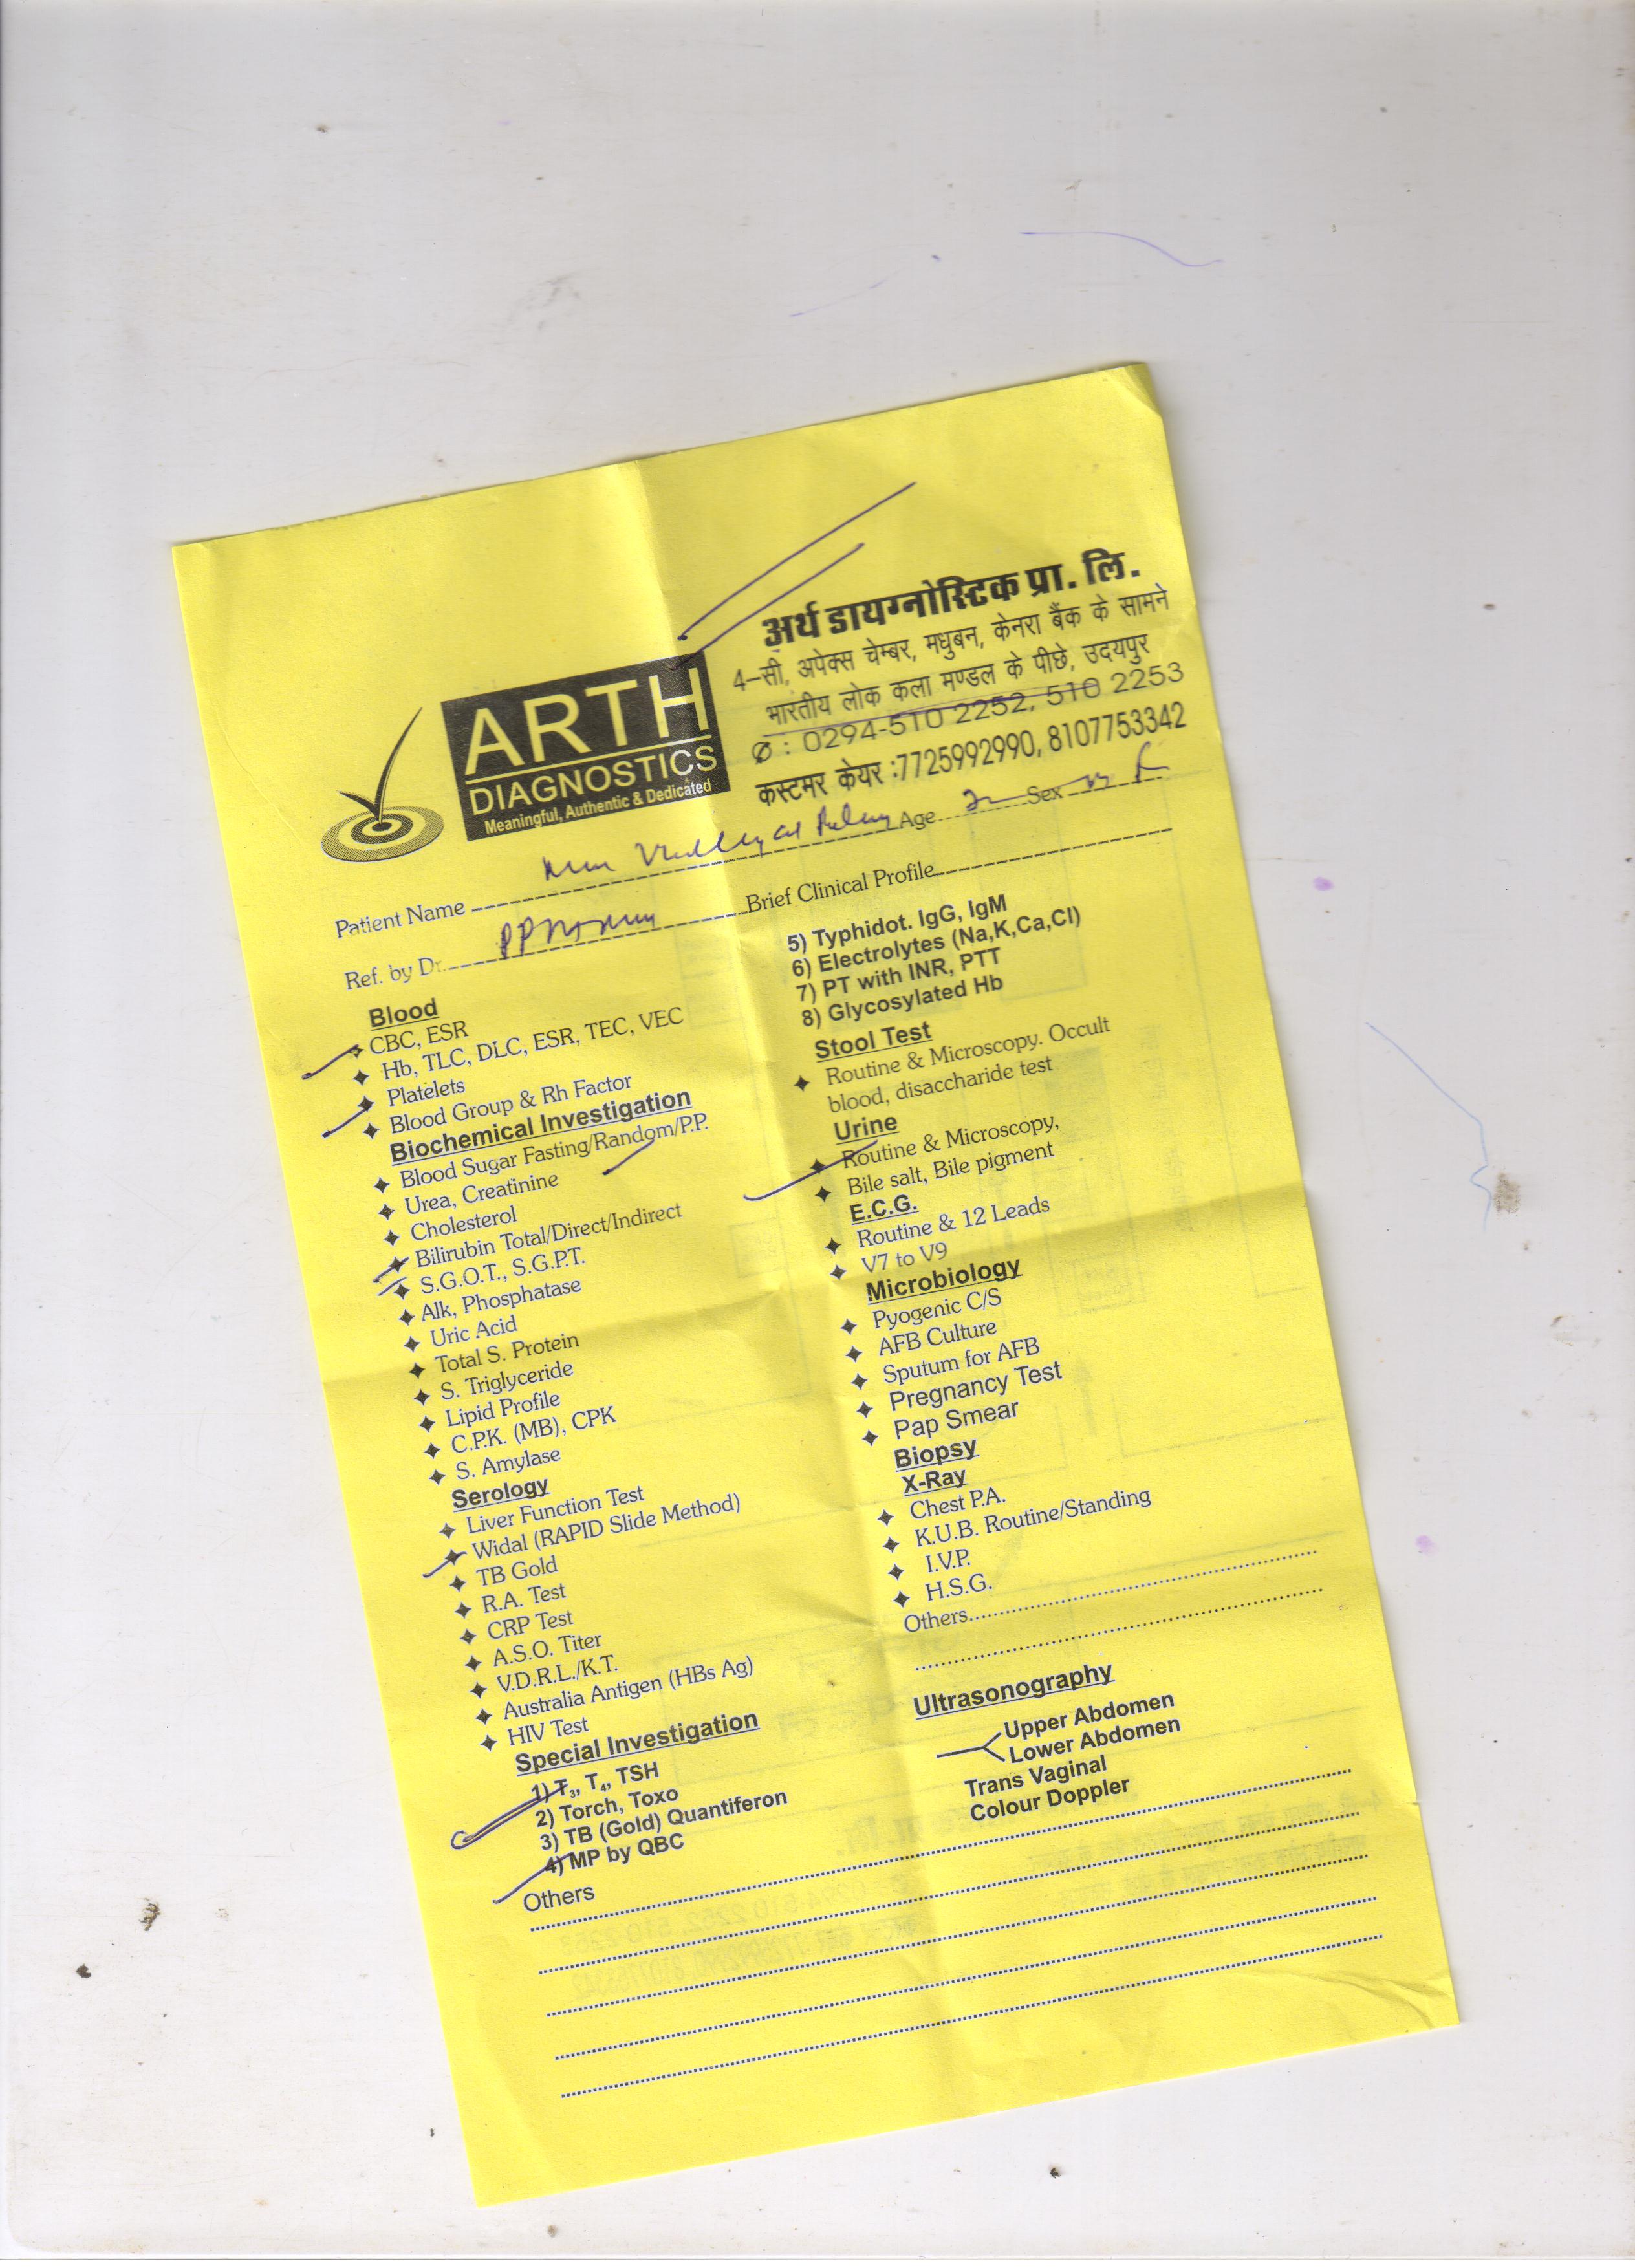 अर्थ डायग्नोस्टिक प्रा. लि.
4-सी, अपेक्स चेम्बर, मधुबन, केनरा बैंक के सामने
भारतीय लोक कला मण्डल के पीछे, उदयपुर
✆ : 0294-510 2252, 510 2253
कस्टमर केयर :7725992990, 8107753342
ARTH
DIAGNOSTICS
Meaningful, Authentic & Dedicated
Patient Name Age Sex
Ref. by Dr. Brief Clinical Profile
Blood
CBC, ESR
Hb, TLC, DLC, ESR, TEC, VEC
Platelets
Blood Group & Rh Factor
Biochemical Investigation
Blood Sugar Fasting/Random/P.P.
Urea, Creatinine
Cholesterol
Bilirubin Total/Direct/Indirect
S.G.O.T., S.G.P.T.
Alk, Phosphatase
Uric Acid
Total S. Protein
S. Triglyceride
Lipid Profile
C.P.K. (MB), CPK
S. Amylase
Serology
Liver Function Test
Widal (RAPID Slide Method)
TB Gold
R.A. Test
CRP Test
A.S.O. Titer
V.D.R.L./K.T.
Australia Antigen (HBs Ag)
HIV Test
Special Investigation
1) T3, T4, TSH
2) Torch, Toxo
3) TB (Gold) Quantiferon
4) MP by QBC
Others
5) Typhidot. IgG, IgM
6) Electrolytes (Na,K,Ca,Cl)
7) PT with INR, PTT
8) Glycosylated Hb
Stool Test
Routine & Microscopy. Occult
blood, disaccharide test
Urine
Routine & Microscopy,
Bile salt, Bile pigment
E.C.G.
Routine & 12 Leads
V7 to V9
Microbiology
Pyogenic C/S
AFB Culture
Sputum for AFB
Pregnancy Test
Pap Smear
Biopsy
X-Ray
Chest P.A.
K.U.B. Routine/Standing
I.V.P.
H.S.G.
Others
Ultrasonography
Upper Abdomen
Lower Abdomen
Trans Vaginal
Colour Doppler